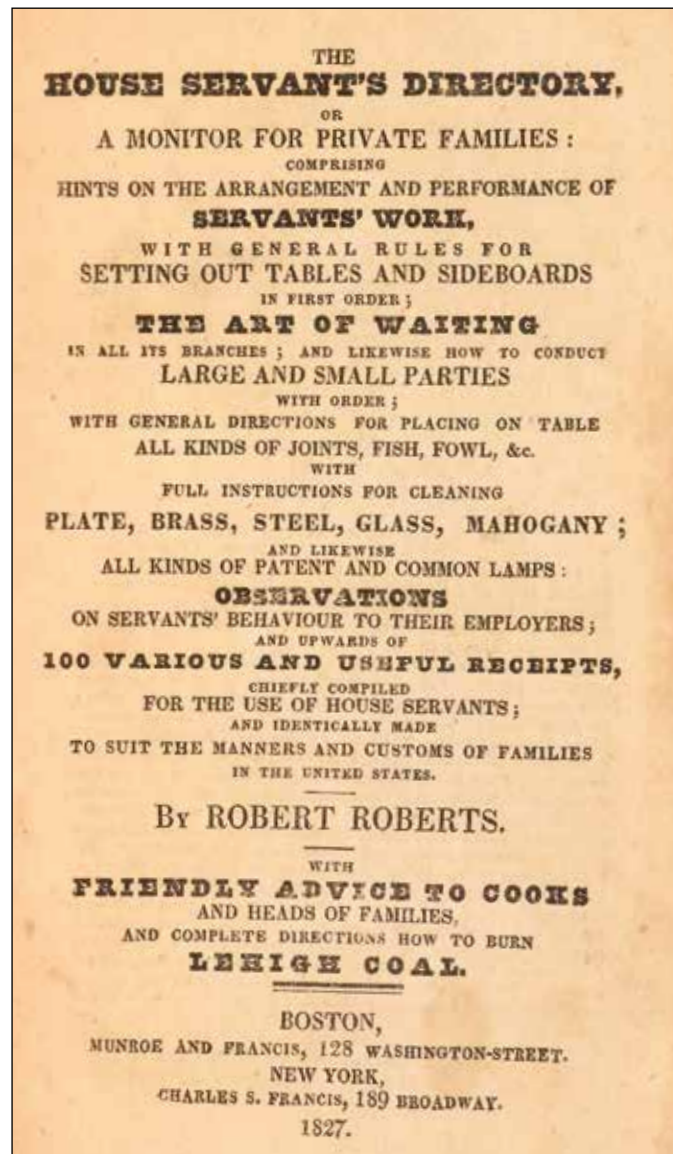 THE
HOUSE SERVANT'S DIRECTORY,
OR
A MONITOR FOR PRIVATE FAMILIES :
COMPRISING
HINTS ON THE ARRANGEMENT AND PERFORMANCE OF
SERVANTS' WORK,
WITH GENERAL RULES FOR
SETTING OUT TABLES AND SIDEBOARDS
IN FIRST ORDER ;
THE ART OF WAITING
IN ALL ITS BRANCHES ; AND LIKEWISE HOW TO CONDUCT
LARGE AND SMALL PARTIES
WITH ORDER ;
WITH GENERAL DIRECTIONS FOR PLACING ON TABLE
ALL KINDS OF JOINTS, FISH, FOWL, &c.
WITH
FULL INSTRUCTIONS FOR CLEANING
PLATE, BRASS, STEEL, GLASS, MAHOGANY ;
AND LIKEWISE
ALL KINDS OF PATENT AND COMMON LAMPS :
OBSERVATIONS
ON SERVANTS' BEHAVIOUR TO THEIR EMPLOYERS ;
AND UPWARDS OF
100 VARIOUS AND USEFUL RECEIPTS,
CHIEFLY COMPILED
FOR THE USE OF HOUSE SERVANTS ;
AND IDENTICALLY MADE
TO SUIT THE MANNERS AND CUSTOMS OF FAMILIES
IN THE UNITED STATES.
BY ROBERT ROBERTS.
WITH
FRIENDLY ADVICE TO COOKS
AND HEADS OF FAMILIES,
AND COMPLETE DIRECTIONS HOW TO BURN
LEHIGH COAL.
BOSTON,
MUNROE AND FRANCIS, 128 WASHINGTON-STREET.
NEW YORK,
CHARLES S. FRANCIS, 189 BROADWAY.
1827.